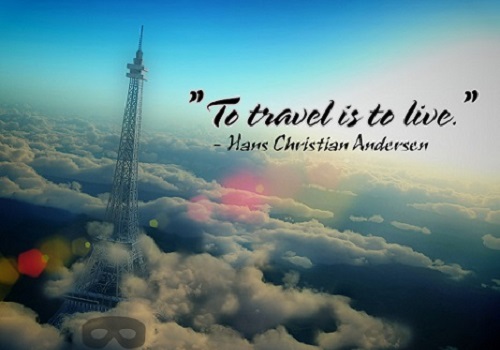 "To travel is to live."
- Hans Christian Andersen